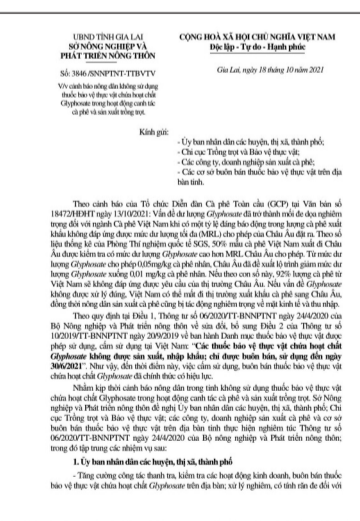 UBND TỈNH GIA LAI
SỞ NÔNG NGHIỆP VÀ
PHÁT TRIỂN NÔNG THÔN
Số: 3846 /SNNPTNT-TTBVTV
V/v cảnh báo nông dân không sử dụng
thuốc bảo vệ thực vật chứa hoạt chất
Glyphosate trong hoạt động canh tác
cà phê và sản xuất trồng trọt.
CỘNG HOÀ XÃ HỘI CHỦ NGHĨA VIỆT NAM
Độc lập - Tự do - Hạnh phúc
Gia Lai, ngày 18 tháng 10 năm 2021
Kính gửi:
- Ủy ban nhân dân các huyện, thị xã, thành phố;
- Chi cục Trồng trọt và Bảo vệ thực vật;
- Các công ty, doanh nghiệp sản xuất cà phê;
- Các cơ sở buôn bán thuốc bảo vệ thực vật trên địa
bàn tỉnh.
Theo cảnh báo của Tổ chức Diễn đàn Cà phê Toàn cầu (GCP) tại Văn bản số
18472/HĐHT ngày 13/10/2021: Vấn đề dư lượng Glyphosate đã trở thành mối đe dọa nghiêm
trọng đối với ngành Cà phê Việt Nam khi có một tỷ lệ đáng báo động trong lượng cà phê xuất
khẩu không đáp ứng được mức dư lượng tối đa (MRL) cho phép của Châu Âu đặt ra. Theo số
liệu thống kê của Phòng Thí nghiệm quốc tế SGS, 50% mẫu cà phê Việt Nam xuất đi Châu
Âu được kiểm tra có mức dư lượng Glyphosate cao hơn MRL Châu Âu cho phép. Từ mức dư
lượng Glyphosate cho phép 0,05mg/kg cà phê nhân, Châu Âu đã đề xuất lộ trình giảm mức dư
lượng Glyphosate xuống 0,01 mg/kg cà phê nhân. Nếu theo con số này, 92% lượng cà phê từ
Việt Nam sẽ không đáp ứng được yêu cầu của thị trường Châu Âu. Nếu vấn đề Glyphosate
không được xử lý đúng, Việt Nam có thể mất đi thị trường xuất khẩu cà phê sang Châu Âu,
đồng thời nông dân sản xuất cà phê cũng bị tác động nghiêm trọng về mặt kinh tế và thu nhập.
Theo quy định tại Điều 1, Thông tư số 06/2020/TT-BNNPTNT ngày 24/4/2020 của
Bộ Nông nghiệp và Phát triển nông thôn về sửa đổi, bổ sung Điều 2 của Thông tư số
10/2019/TT-BNNPTNT ngày 20/9/2019 về ban hành Danh mục thuốc bảo vệ thực vật được
phép sử dụng, cấm sử dụng tại Việt Nam: "Các thuốc bảo vệ thực vật chứa hoạt chất
Glyphosate không được sản xuất, nhập khẩu; chỉ được buôn bán, sử dụng đến ngày
30/6/2021". Như vậy, đến thời điểm này, việc cấm sử dụng, buôn bán thuốc bảo vệ thực vật
chứa hoạt chất Glyphosate đã chính thức có hiệu lực.
Nhằm kịp thời cảnh báo nông dân trong tỉnh không sử dụng thuốc bảo vệ thực vật
chứa hoạt chất Glyphosate trong hoạt động canh tác cà phê và sản xuất trồng trọt. Sở Nông
nghiệp và Phát triển nông thôn đề nghị Ủy ban nhân dân các huyện, thị xã, thành phố; Chi
cục Trồng trọt và Bảo vệ thực vật; các công ty, doanh nghiệp sản xuất cà phê và cơ sở
buôn bán thuốc bảo vệ thực vật trên địa bàn tỉnh thực hiện nghiêm túc Thông tư số
06/2020/TT-BNNPTNT ngày 24/4/2020 của Bộ nông nghiệp và Phát triển nông thôn;
trong đó tập trung các nhiệm vụ sau:
1. Ủy ban nhân dân các huyện, thị xã, thành phố
- Tăng cường công tác thanh tra, kiểm tra các hoạt động kinh doanh, buôn bán thuốc
bảo vệ thực vật chứa hoạt chất Glyphosate trên địa bàn; xử lý nghiêm, có tính răn đe đối với